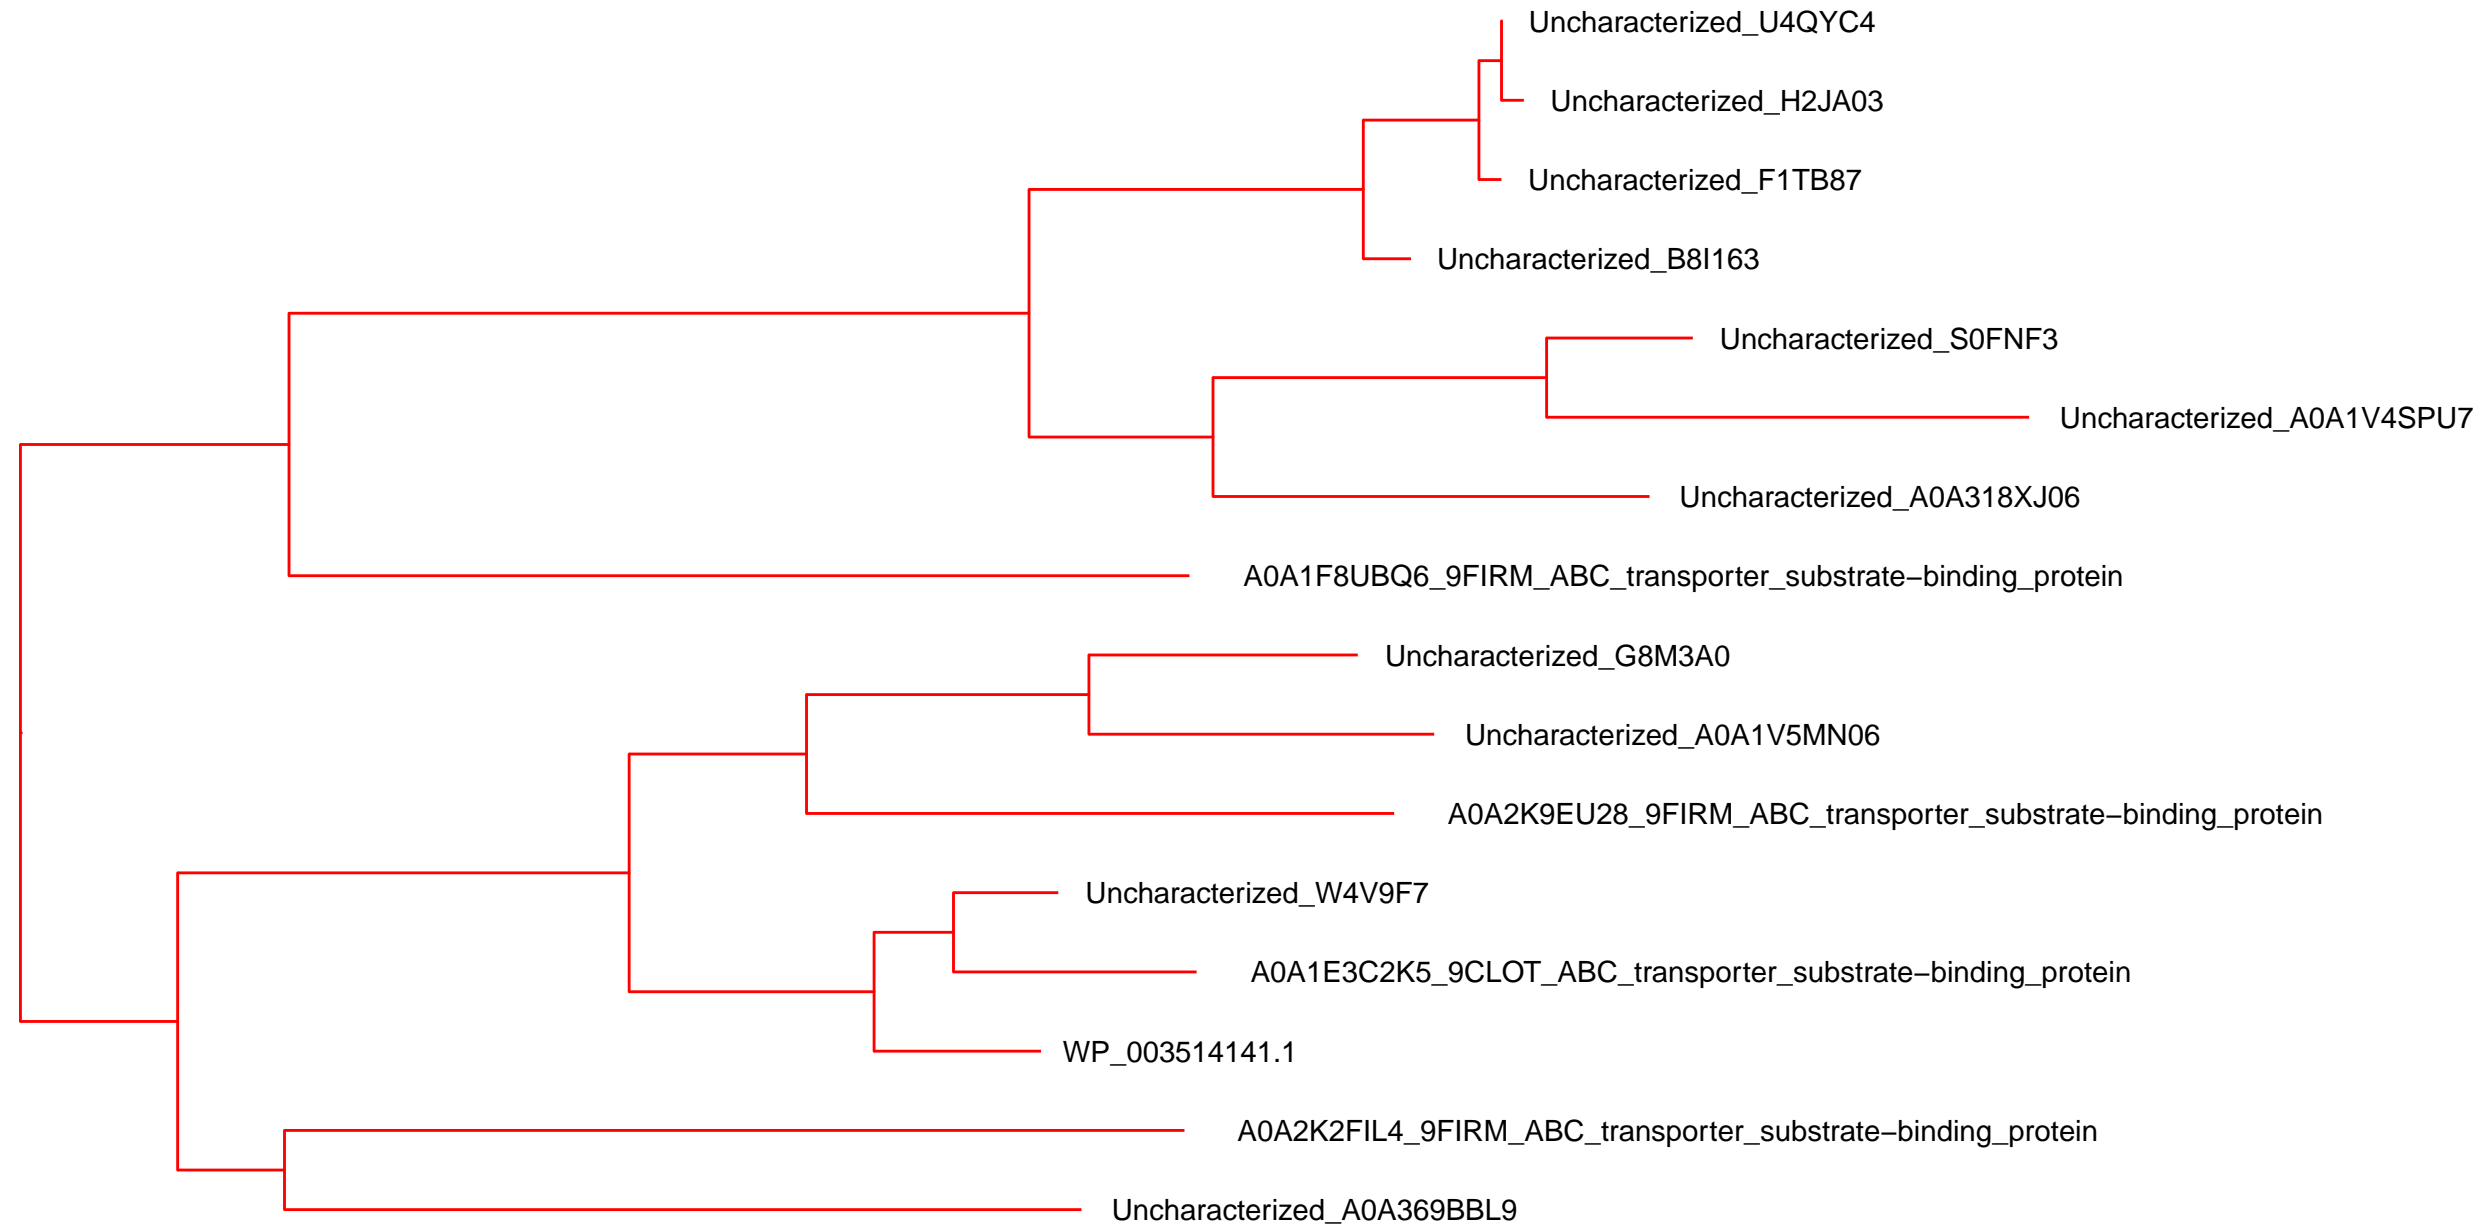 Uncharacterized_U4QYC4
Uncharacterized_H2JA03
Uncharacterized_F1TB87
Uncharacterized_B8I163
Uncharacterized_S0FNF3
Uncharacterized_A0A1V4SPU7
Uncharacterized_A0A318XJ06
A0A1F8UBQ6_9FIRM_ABC_transporter_substrate−binding_protein
Uncharacterized_G8M3A0
Uncharacterized_A0A1V5MN06
A0A2K9EU28_9FIRM_ABC_transporter_substrate−binding_protein
Uncharacterized_W4V9F7
A0A1E3C2K5_9CLOT_ABC_transporter_substrate−binding_protein
WP_003514141.1
A0A2K2FIL4_9FIRM_ABC_transporter_substrate−binding_protein
Uncharacterized_A0A369BBL9